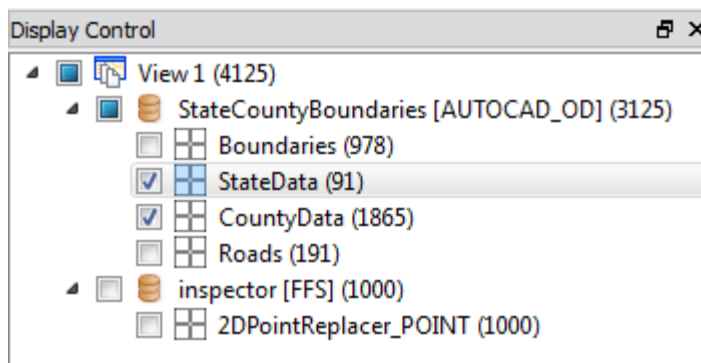 Display Control
View 1 (4125)
StateCountyBoundaries [AUTOCAD_OD] (3125)
Boundaries (978)
StateData (91)
CountyData (1865)
Roads (191)
inspector [FFS] (1000)
2DPointReplacer_POINT (1000)